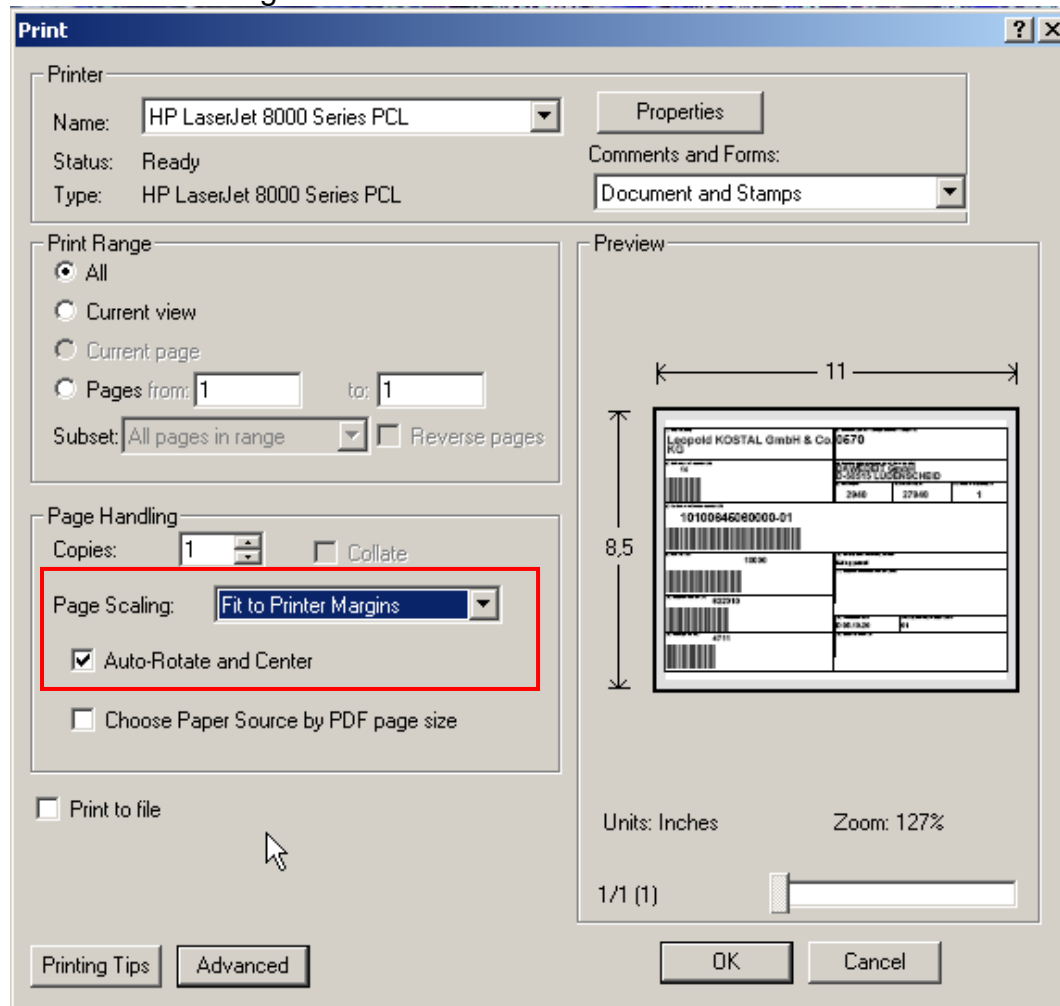 Print
Printer
Name: HP LaserJet 8000 Series PCL Properties
Status: Ready Comments and Forms:
Type: HP LaserJet 8000 Series PCL Document and Stamps
Print Range
All
Current view
Current page
Pages from: 1 to: 1
Subset: All pages in range Reverse pages
Page Handling
Copies: 1 Collate
Page Scaling: Fit to Printer Margins
Auto-Rotate and Center
Choose Paper Source by PDF page size
Print to file
Printing Tips Advanced
Preview
11
8,5
Leopold KOSTAL GmbH & Co. 0670
KG
14
2940 27940 1
10100645060000-01
10000
4711
Units: Inches Zoom: 127%
1/1 (1)
OK Cancel